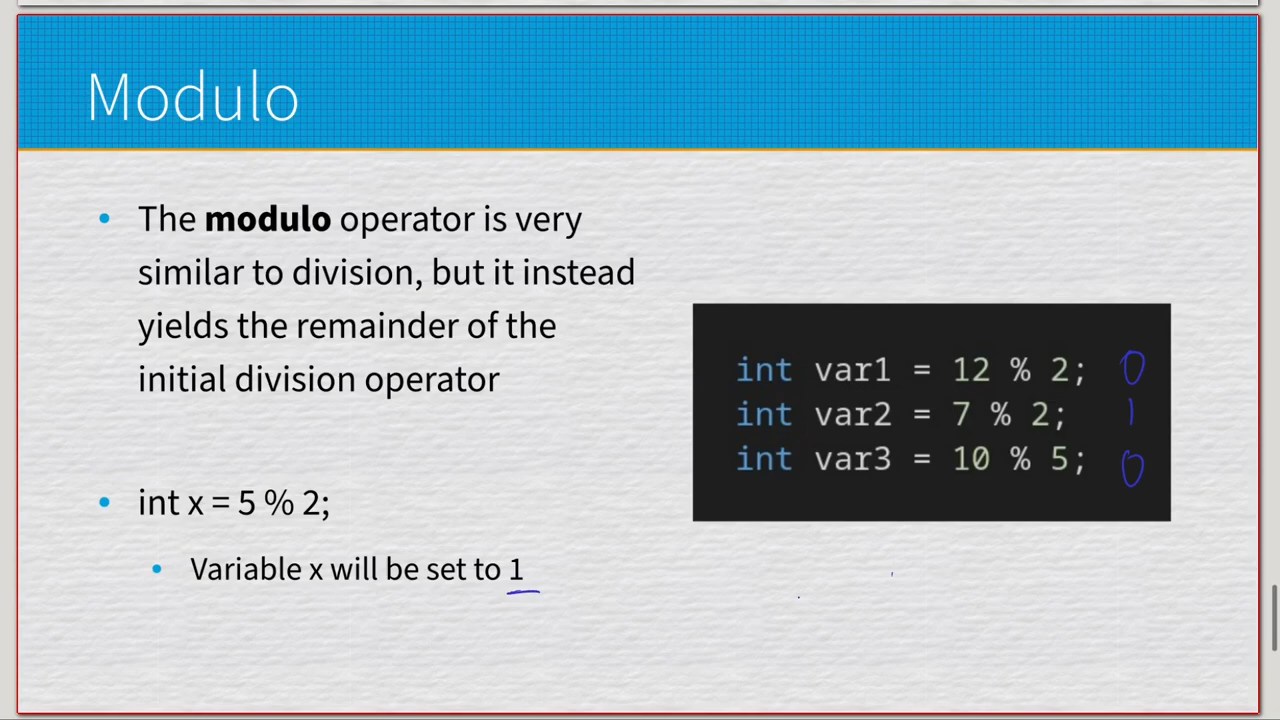 Modulo
The modulo operator is very
similar to division, but it instead
yields the remainder of the
initial division operator
int x = 5 % 2;
Variable x will be set to 1
int var1 = 12 % 2; 0
int var2 = 7 % 2; 1
int var3 = 10 % 5; 0